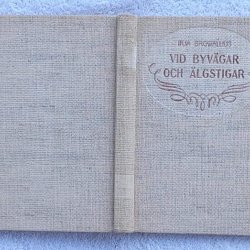 IRJA BROWALLIUS
VID BYVÄGAR
OCH ÄLGSTIGAR